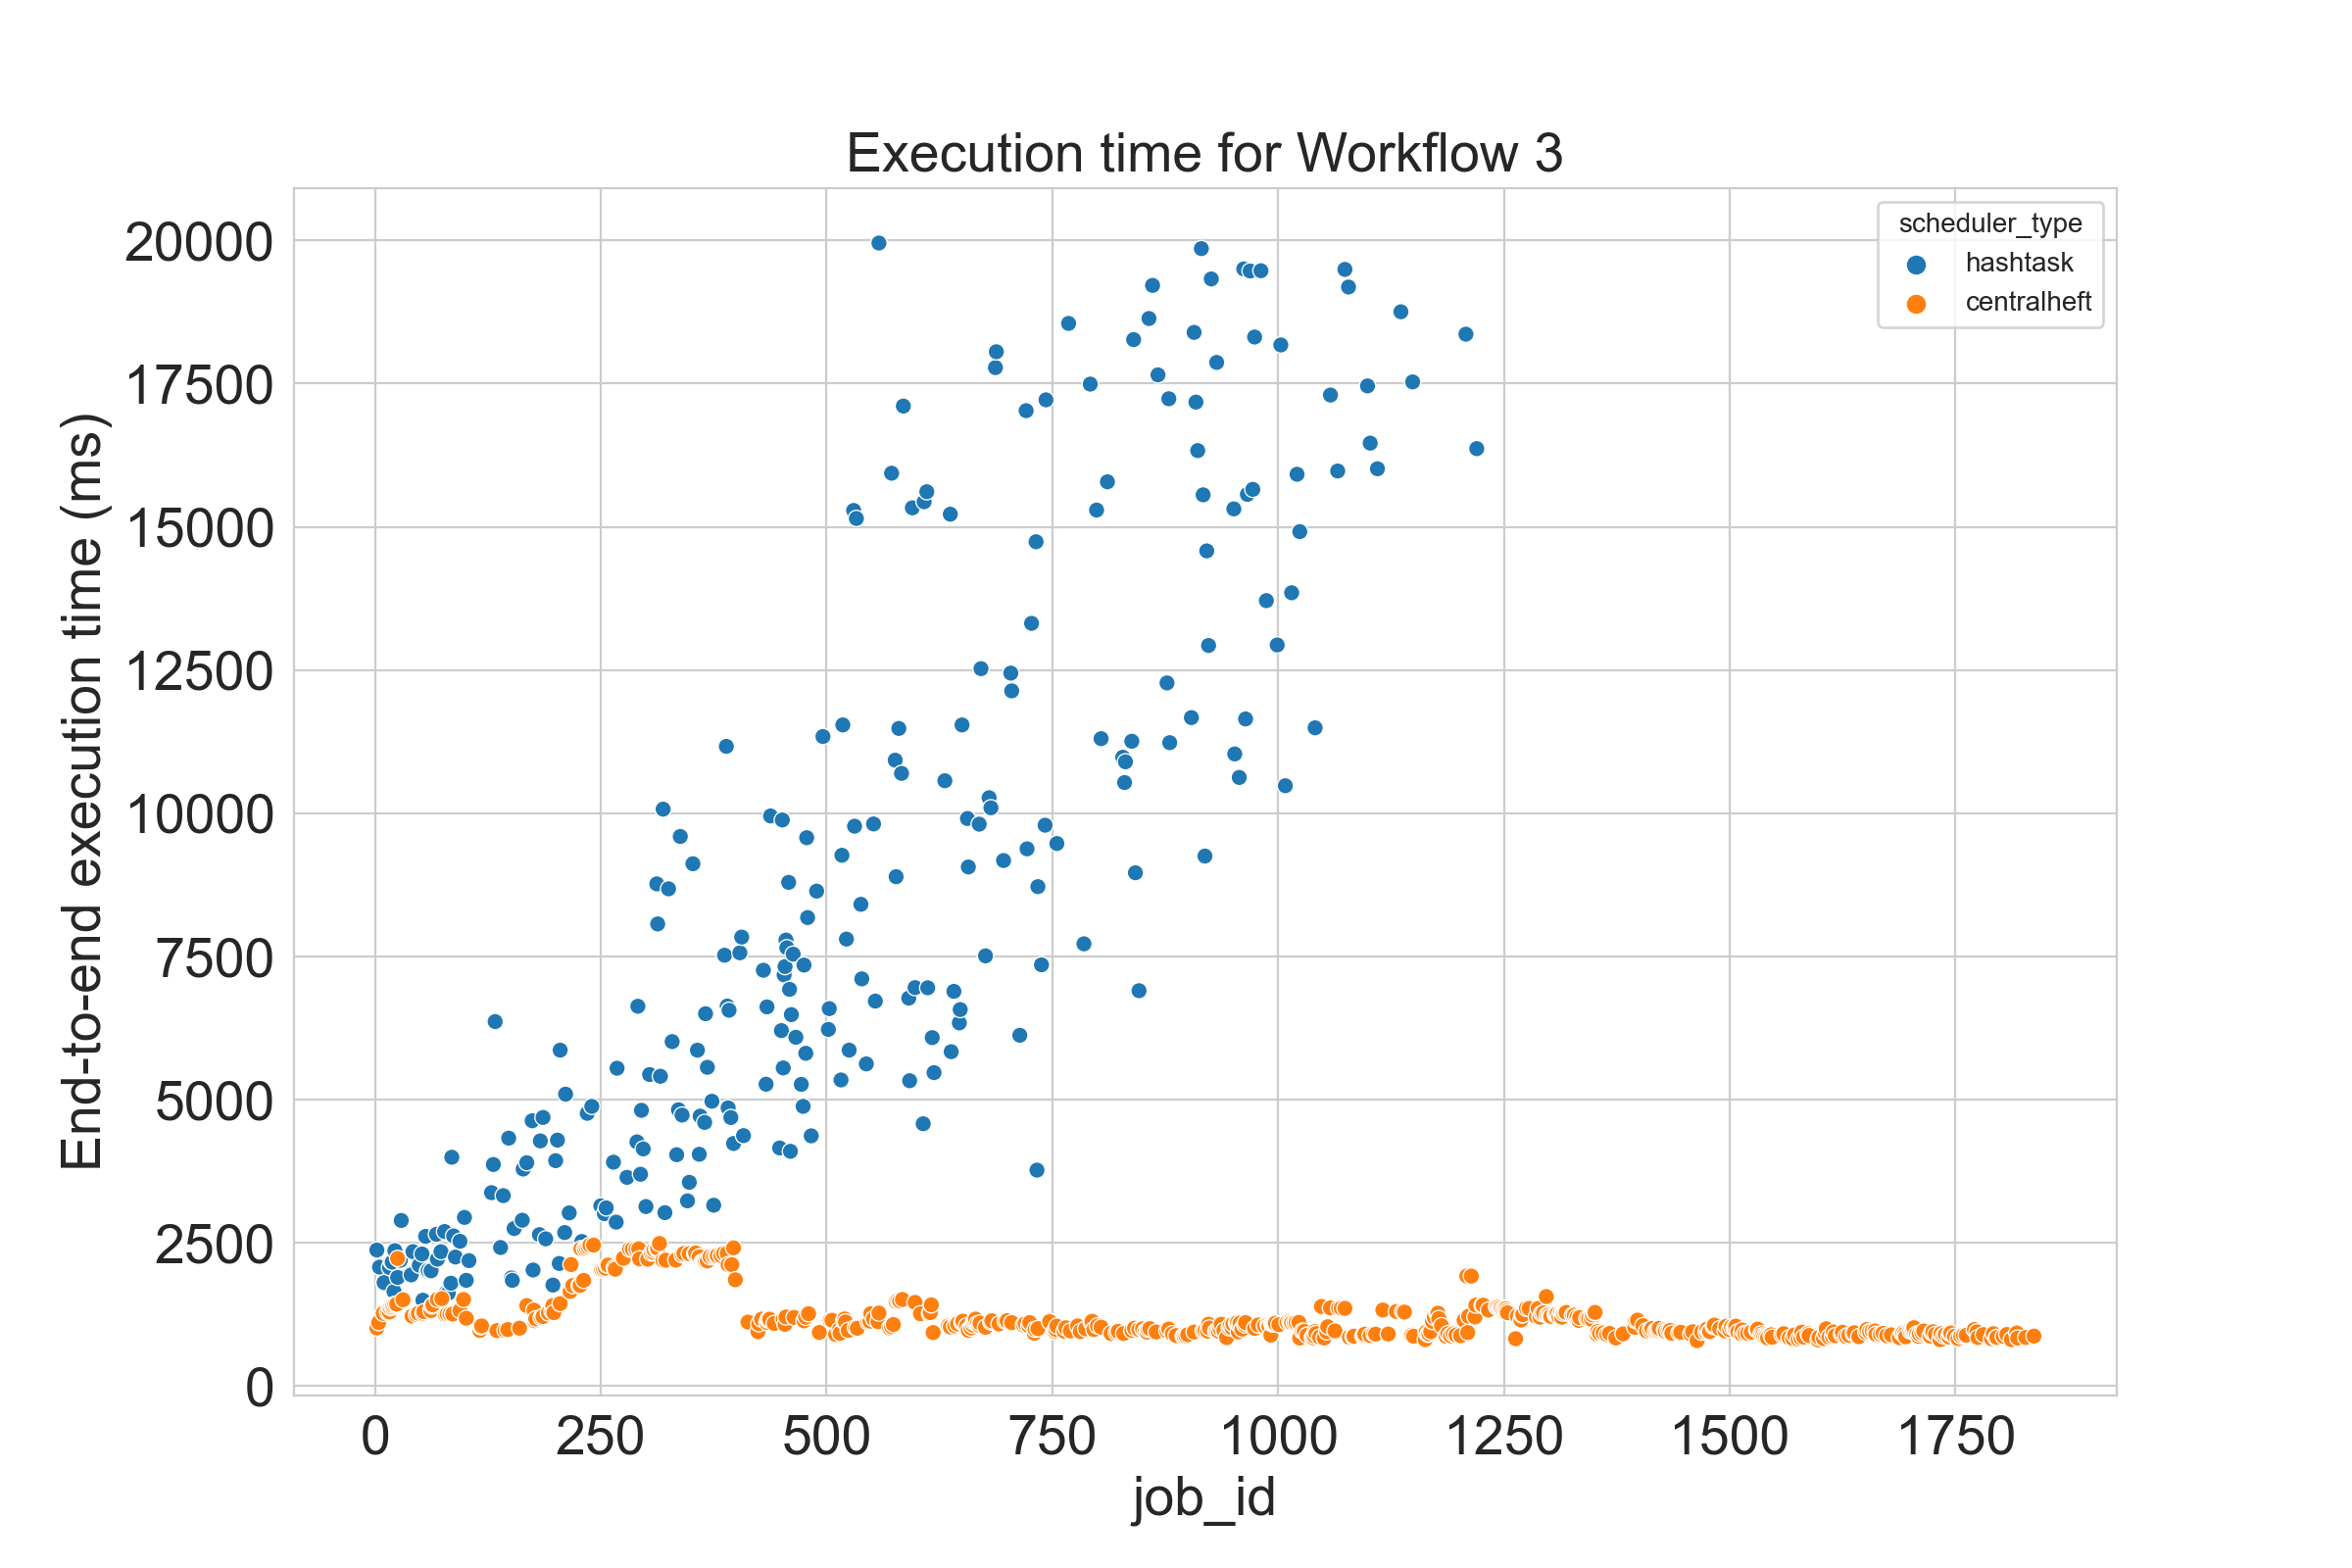 Execution time for Workflow 3
scheduler_type
hashtask
centralheft
End-to-end execution time (ms)
20000
17500
15000
12500
10000
7500
5000
2500
0
0 250 500 750 1000 1250 1500 1750
job_id